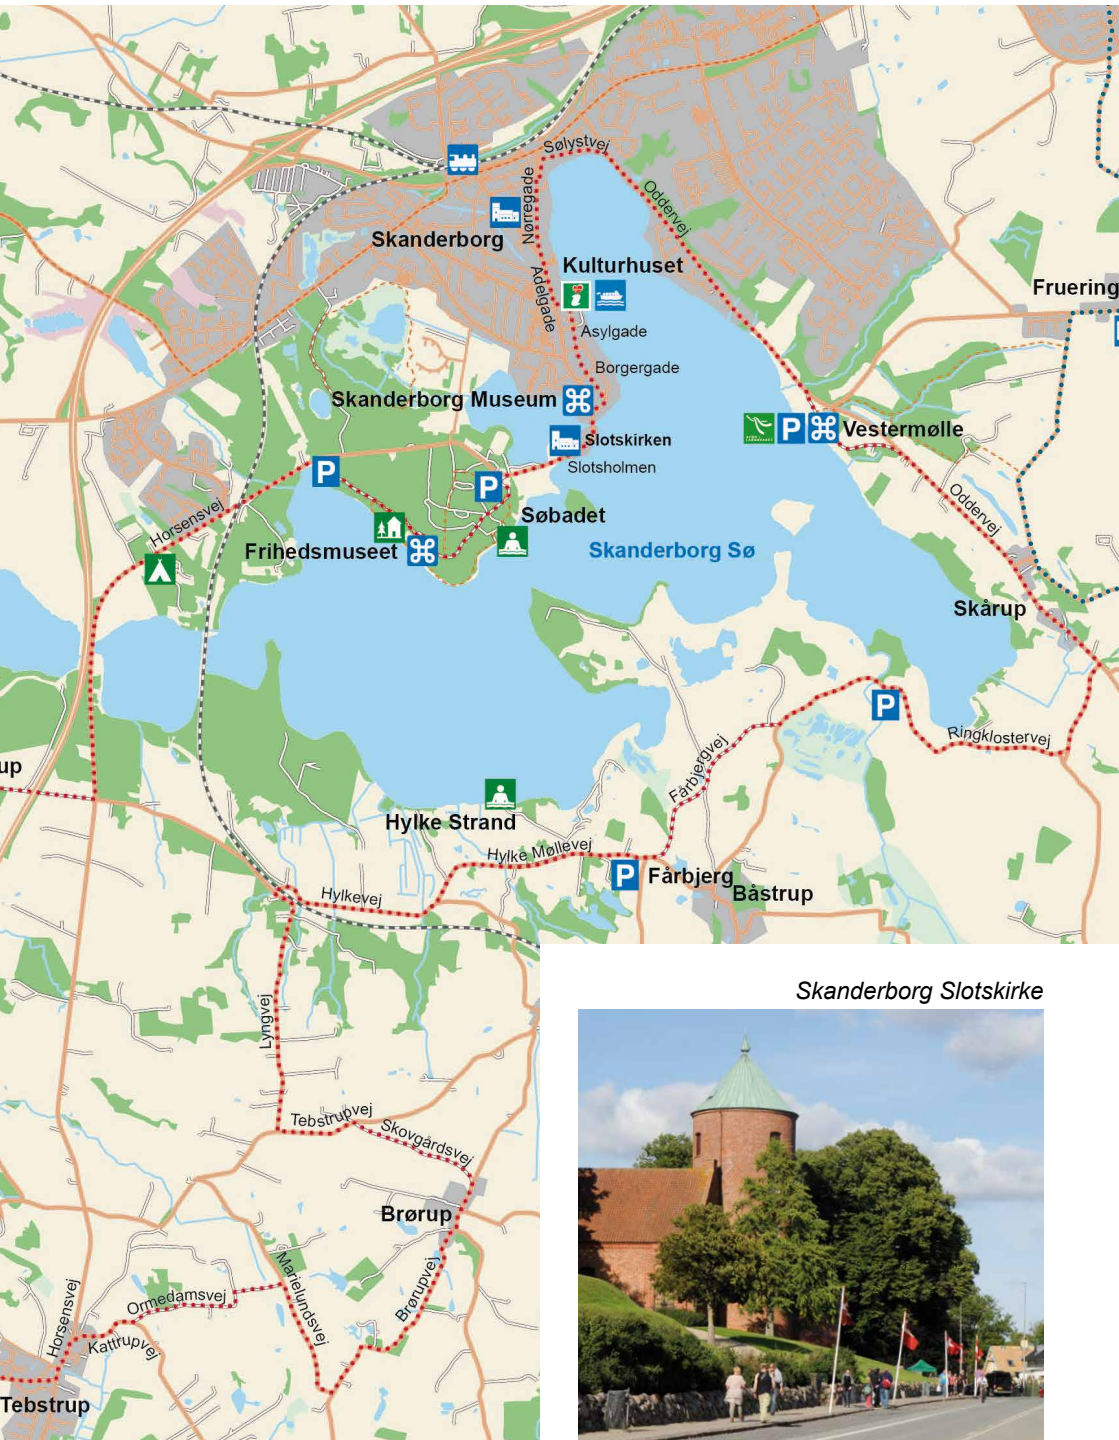 Sølystvej
Nørregade
Oddervej
Skanderborg
Kulturhuset
Adelgade
Fruering
Asylgade
Borgergade
Skanderborg Museum
P
Vestermølle
Slotskirken
Slotsholmen
P
P
Oddervej
Horsensvej
Søbadet
Frihedsmuseet
Skanderborg Sø
Skårup
P
Ringklostervej
up
Fårbjergvej
Hylke Strand
Hylke Møllevej
P
Fårbjerg
Båstrup
Hylkevej
Skanderborg Slotskirke
Lyngvej
Tebstrupvej
Skovgårdsvej
Brørup
Marielundsvej
Brørupvej
Ormedamsvej
Horsensvej
Kattrupvej
Tebstrup